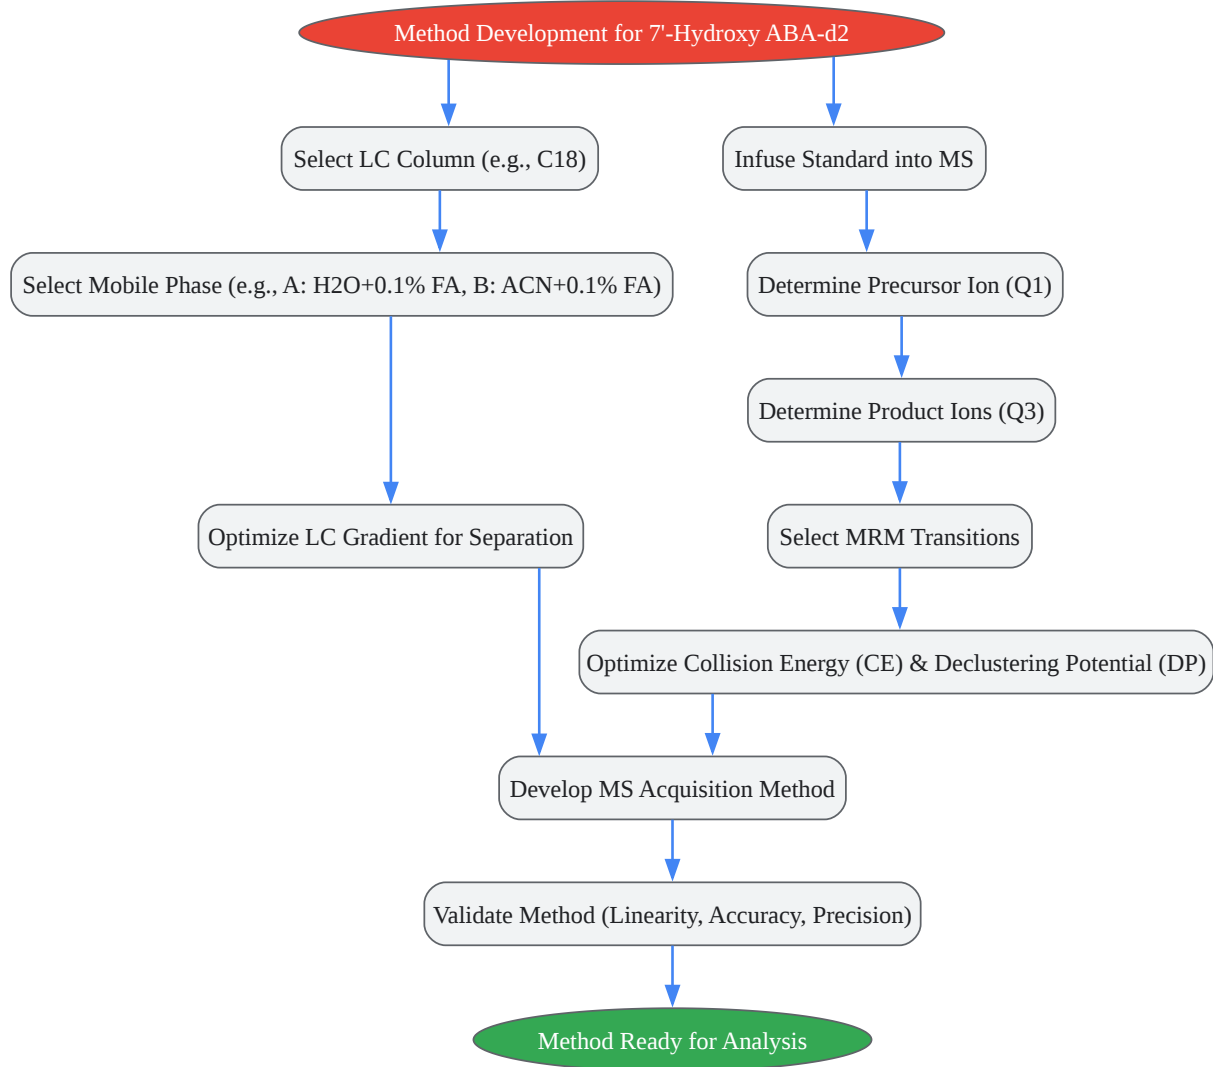 Method Development for 7'-Hydroxy ABA-d2
Select LC Column (e.g., C18)
Infuse Standard into MS
Select Mobile Phase (e.g., A: H2O+0.1% FA, B: ACN+0.1% FA)
Determine Precursor Ion (Q1)
Determine Product Ions (Q3)
Optimize LC Gradient for Separation
Select MRM Transitions
Optimize Collision Energy (CE) & Declustering Potential (DP)
Develop MS Acquisition Method
Validate Method (Linearity, Accuracy, Precision)
Method Ready for Analysis